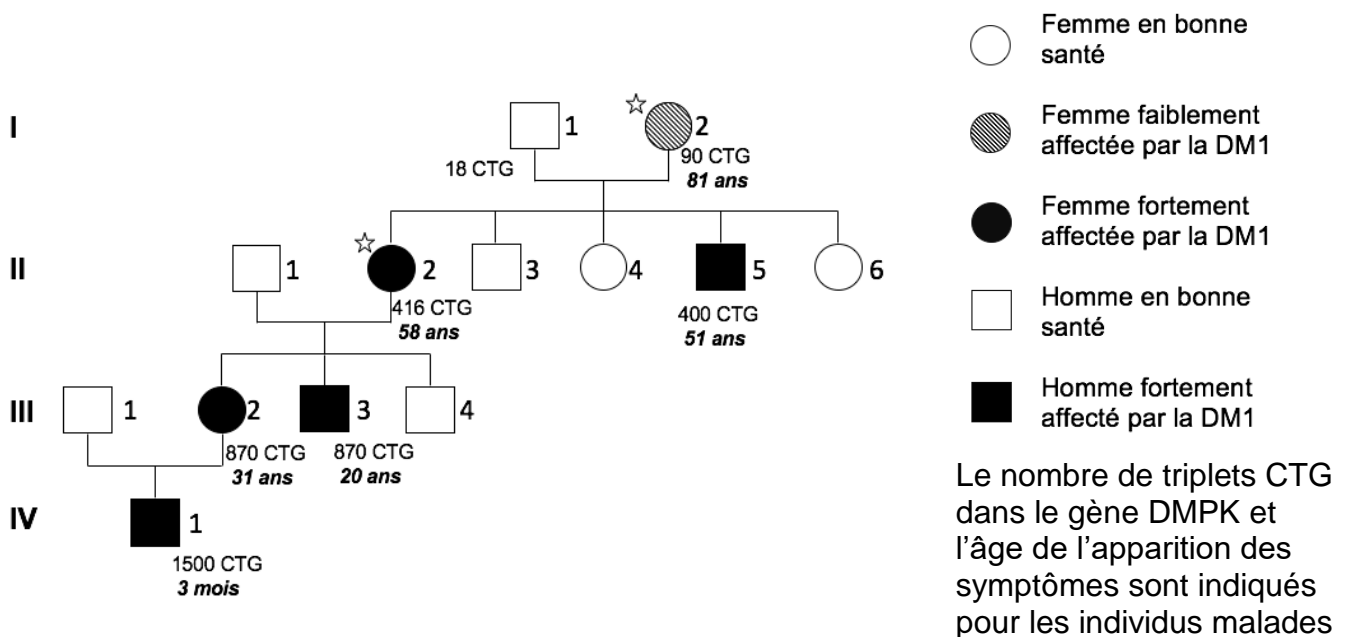 I
1
2
18 CTG
90 CTG
81 ans
II
1
2
3
4
5
6
416 CTG
58 ans
400 CTG
51 ans
III
1
2
3
4
870 CTG
31 ans
870 CTG
20 ans
IV
1
1500 CTG
3 mois
Femme en bonne
santé
Femme faiblement
affectée par la DM1
Femme fortement
affectée par la DM1
Homme en bonne
santé
Homme fortement
affecté par la DM1
Le nombre de triplets CTG
dans le gène DMPK et
l’âge de l’apparition des
symptômes sont indiqués
pour les individus malades